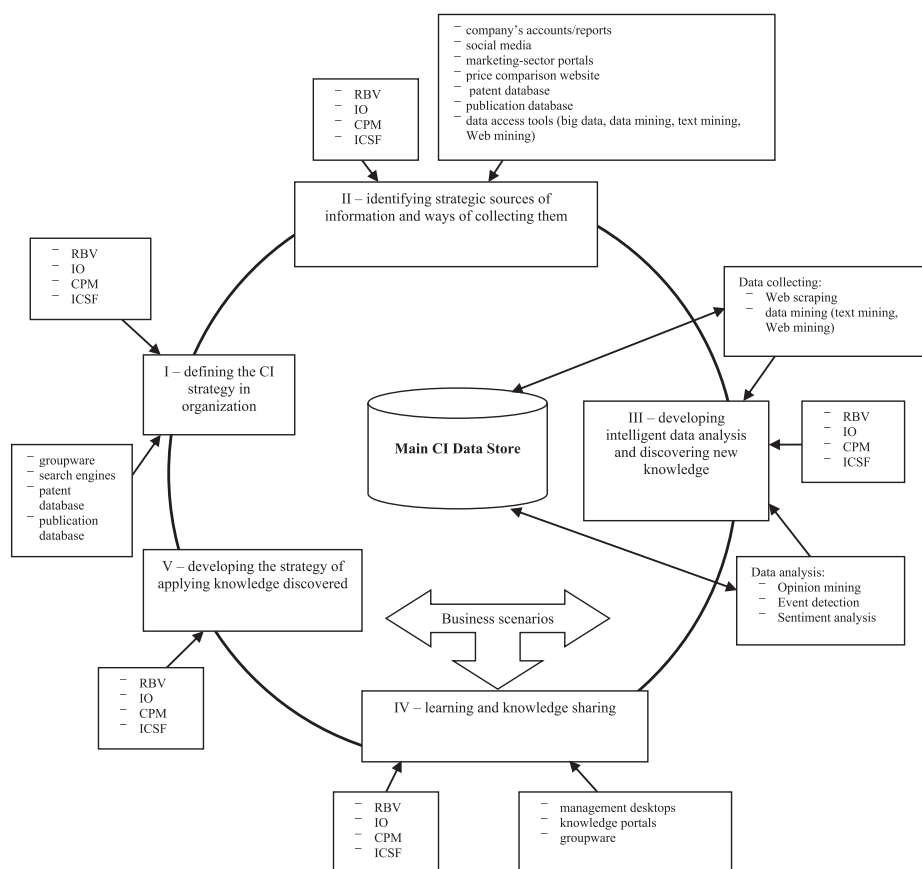 – company’s accounts/reports
– social media
– marketing-sector portals
– price comparison website
– patent database
– publication database
– data access tools (big data, data mining, text mining,
Web mining)
– RBV
– IO
– CPM
– ICSF
II – identifying strategic sources of
information and ways of collecting them
– RBV
– IO
– CPM
– ICSF
Data collecting:
– Web scraping
– data mining (text mining,
Web mining)
I – defining the CI
strategy in
organization
Main CI Data Store
III – developing
intelligent data analysis
and discovering new
knowledge
– RBV
– IO
– CPM
– ICSF
– groupware
– search engines
– patent
database
– publication
database
V – developing the strategy of
applying knowledge discovered
Data analysis:
– Opinion mining
– Event detection
– Sentiment analysis
Business scenarios
– RBV
– IO
– CPM
– ICSF
IV – learning and knowledge sharing
– RBV
– IO
– CPM
– ICSF
– management desktops
– knowledge portals
– groupware